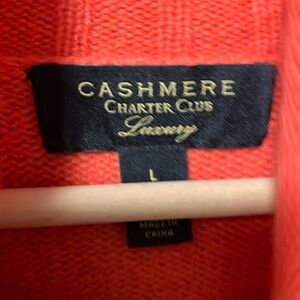 CASHMERE
CHARTER CLUB
Luxury
L
MADE IN
CHINA